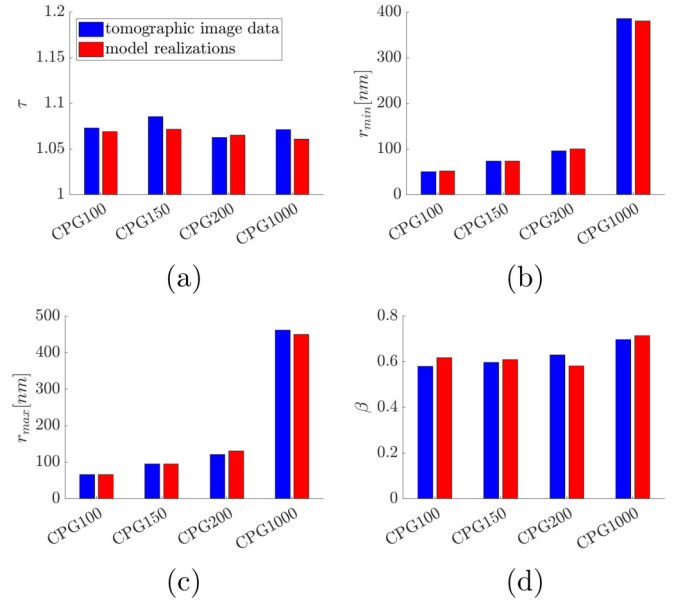 1.2
1.15
1.1
1.05
1
τ
tomographic image data
model realizations
CPG100
CPG150
CPG200
CPG1000
(a)
400
300
200
100
0
r_min[nm]
CPG100
CPG150
CPG200
CPG1000
(b)
500
400
300
200
100
0
r_max[nm]
CPG100
CPG150
CPG200
CPG1000
(c)
0.8
0.6
0.4
0.2
0
β
CPG100
CPG150
CPG200
CPG1000
(d)